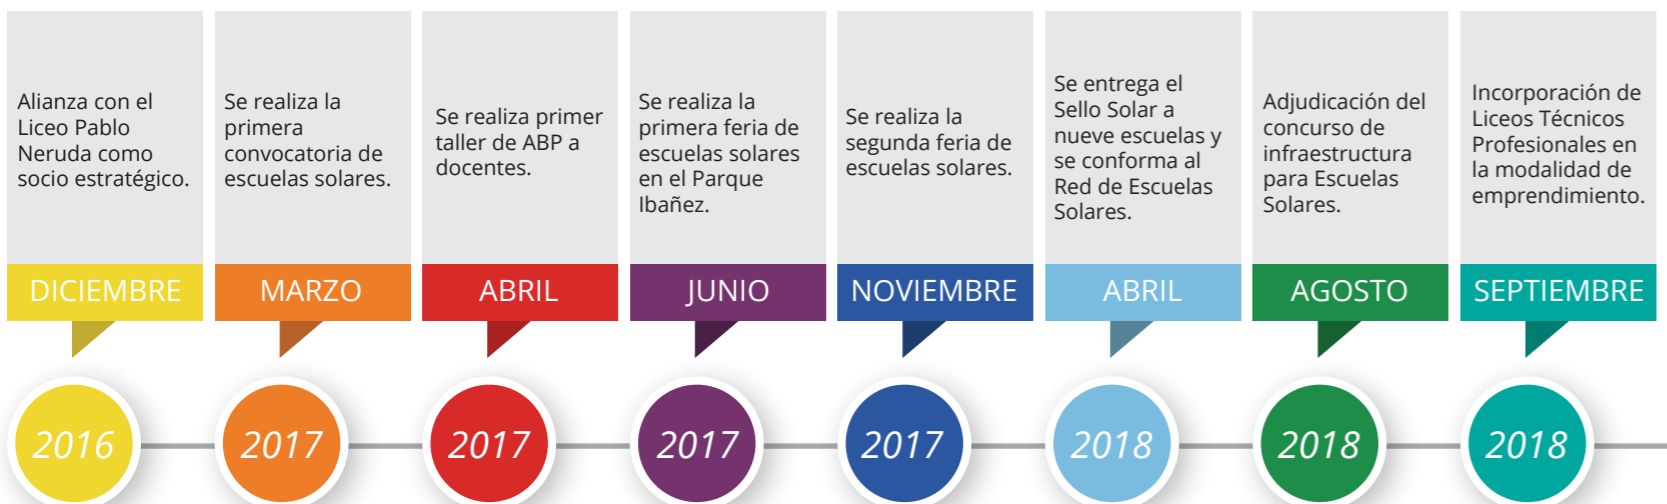 Alianza con el
Liceo Pablo
Neruda como
socio estratégico.
DICIEMBRE
2016
Se realiza la
primera
convocatoria de
escuelas solares.
MARZO
2017
Se realiza primer
taller de ABP a
docentes.
ABRIL
2017
Se realiza la
primera feria de
escuelas solares
en el Parque
Ibañez.
JUNIO
2017
Se realiza la
segunda feria de
escuelas solares.
NOVIEMBRE
2017
Se entrega el
Sello Solar a
nueve escuelas y
se conforma al
Red de Escuelas
Solares.
ABRIL
2018
Adjudicación del
concurso de
infraestructura
para Escuelas
Solares.
AGOSTO
2018
Incorporación de
Liceos Técnicos
Profesionales en
la modalidad de
emprendimiento.
SEPTIEMBRE
2018